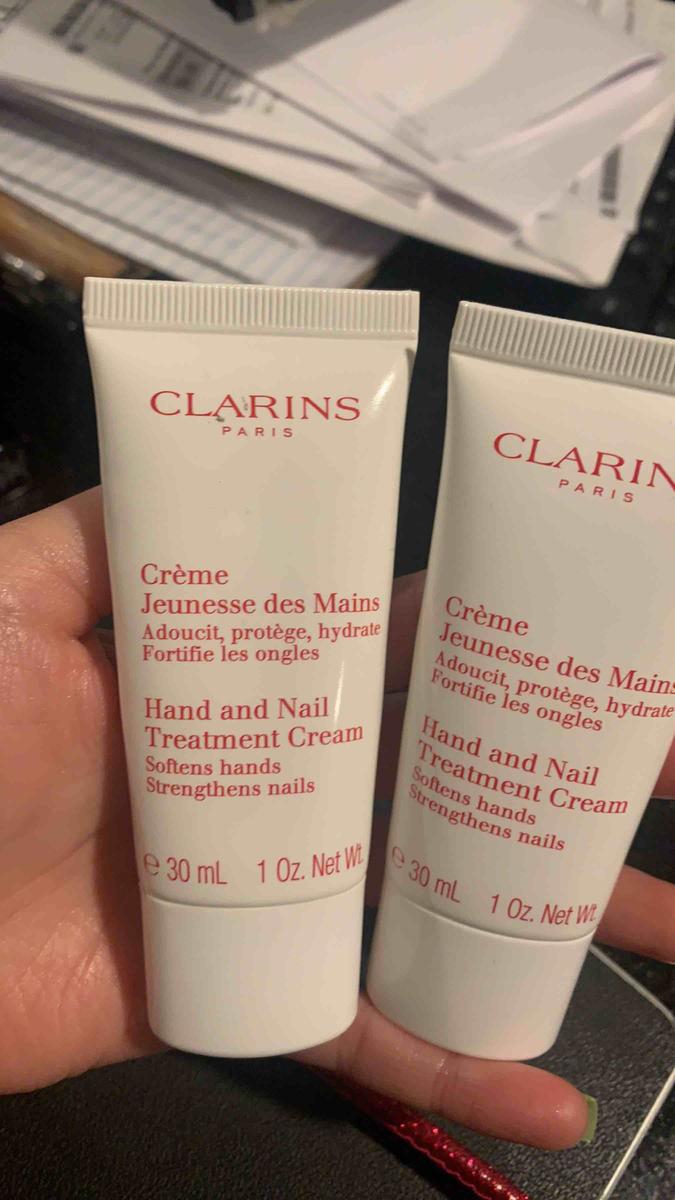 CLARINS
PARIS
Crème
Jeunesse des Mains
Adoucit, protège, hydrate
Fortifie les ongles
Hand and Nail
Treatment Cream
Softens hands
Strengthens nails
e 30 mL 1 Oz. Net Wt.
CLARIN
PARIS
Crème
Jeunesse des Mains
Adoucit, protège, hydrate
Fortifie les ongles
Hand and Nail
Treatment Cream
Softens hands
Strengthens nails
e 30 mL 1 Oz. Net Wt.